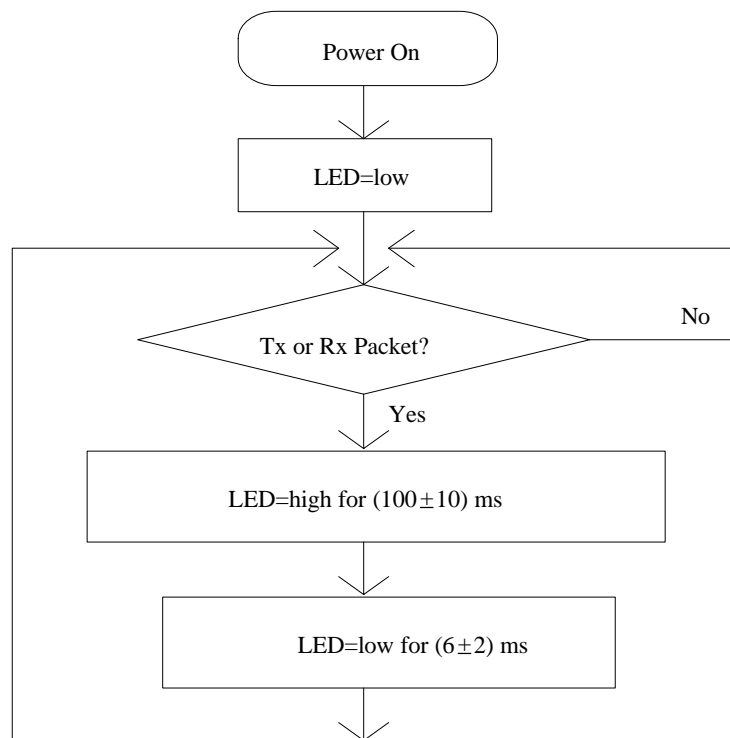 Power On
LED=low
No
Tx or Rx Packet?
Yes
LED=high for (100±10) ms
LED=low for (6±2) ms